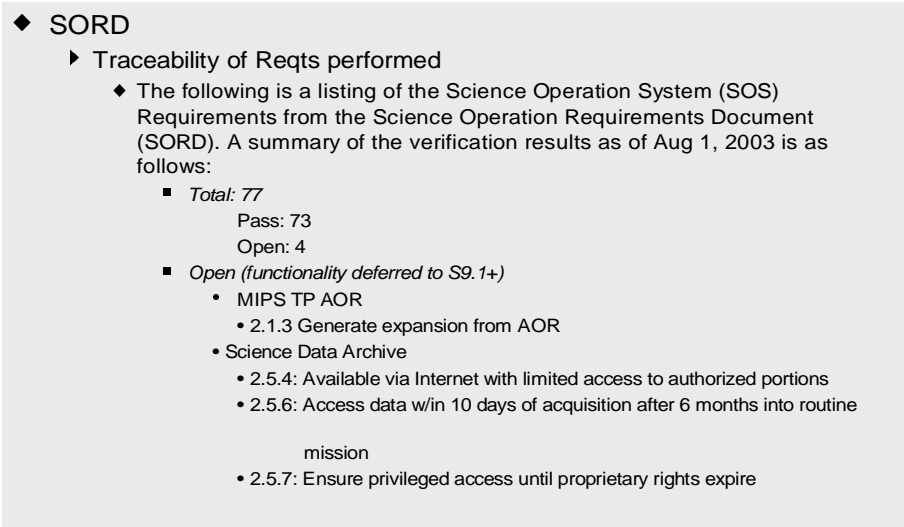 SORD
Traceability of Reqts performed
The following is a listing of the Science Operation System (SOS)
Requirements from the Science Operation Requirements Document
(SORD). A summary of the verification results as of Aug 1, 2003 is as
follows:
Total: 77
Pass: 73
Open: 4
Open (functionality deferred to S9.1+)
• MIPS TP AOR
• 2.1.3 Generate expansion from AOR
• Science Data Archive
• 2.5.4: Available via Internet with limited access to authorized portions
• 2.5.6: Access data w/in 10 days of acquisition after 6 months into routine
mission
• 2.5.7: Ensure privileged access until proprietary rights expire